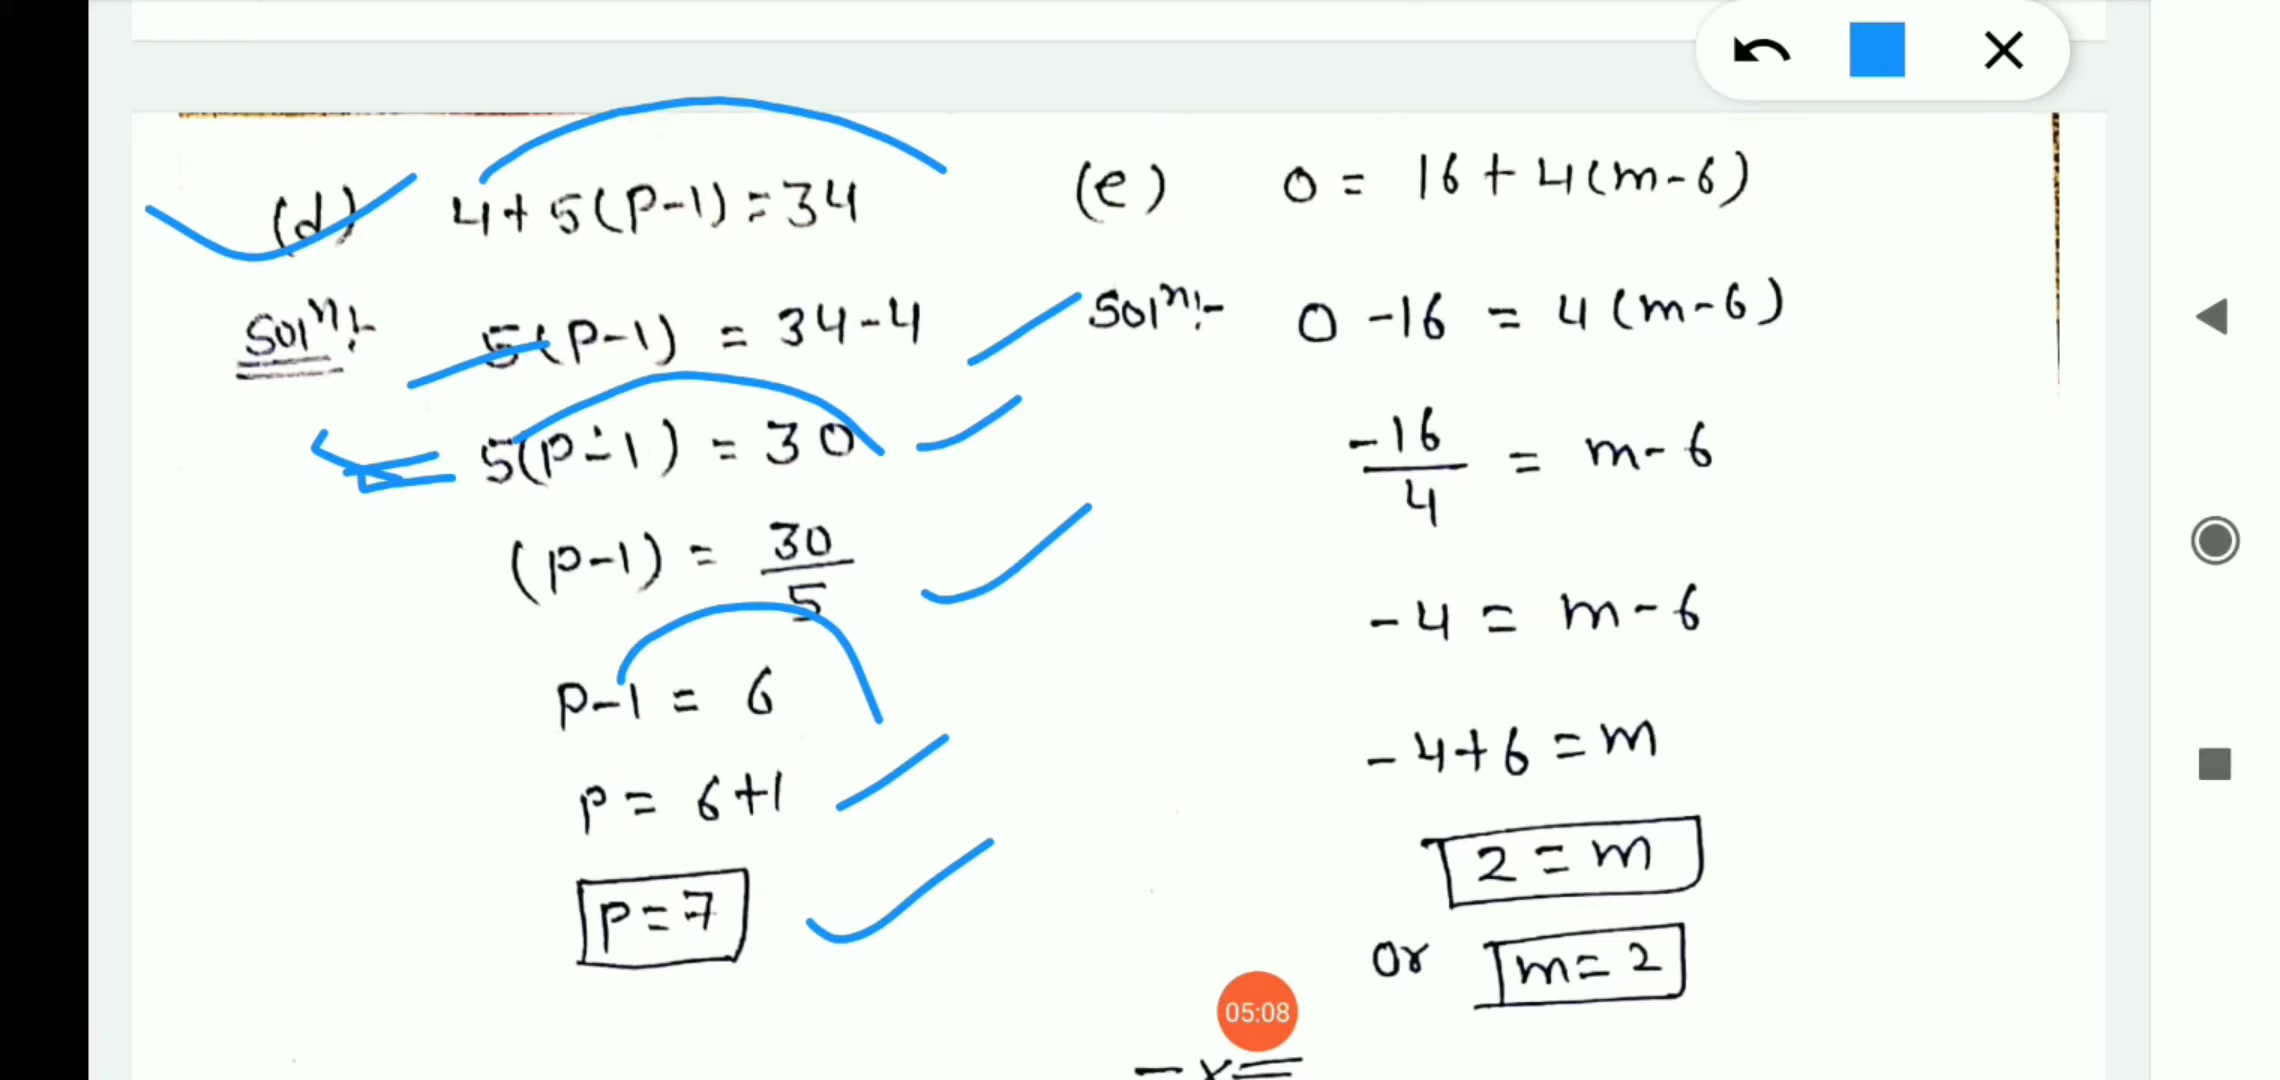 (d) 4+5(P-1)=34
Solⁿ:- 5(P-1) = 34-4
5(P-1) = 30
(P-1) = 30/5
P-1 = 6
P = 6+1
P=7
(e) 0 = 16+4(m-6)
Solⁿ:- 0-16 = 4(m-6)
-16/4 = m-6
-4 = m-6
-4+6 = m
2 = m
or m=2
05:08
-x=